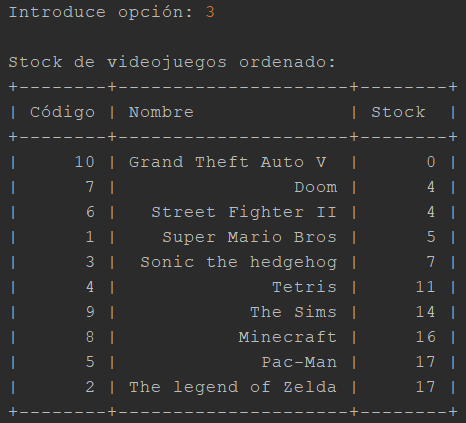 Introduce opción: 3
Stock de videojuegos ordenado:
+--------+---------------------+--------+
| Código | Nombre              | Stock  |
+--------+---------------------+--------+
|     10 | Grand Theft Auto V  |      0 |
|      7 |                Doom |      4 |
|      6 |   Street Fighter II |      4 |
|      1 |    Super Mario Bros |      5 |
|      3 |  Sonic the hedgehog |      7 |
|      4 |              Tetris |     11 |
|      9 |            The Sims |     14 |
|      8 |           Minecraft |     16 |
|      5 |             Pac-Man |     17 |
|      2 | The legend of Zelda |     17 |
+--------+---------------------+--------+